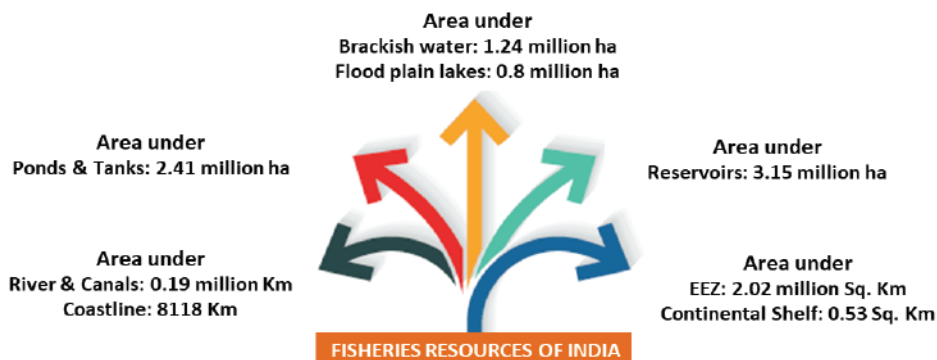 Area under
Brackish water: 1.24 million ha
Flood plain lakes: 0.8 million ha
Area under
Ponds & Tanks: 2.41 million ha
Area under
Reservoirs: 3.15 million ha
Area under
River & Canals: 0.19 million Km
Coastline: 8118 Km
Area under
EEZ: 2.02 million Sq. Km
Continental Shelf: 0.53 Sq. Km
FISHERIES RESOURCES OF INDIA